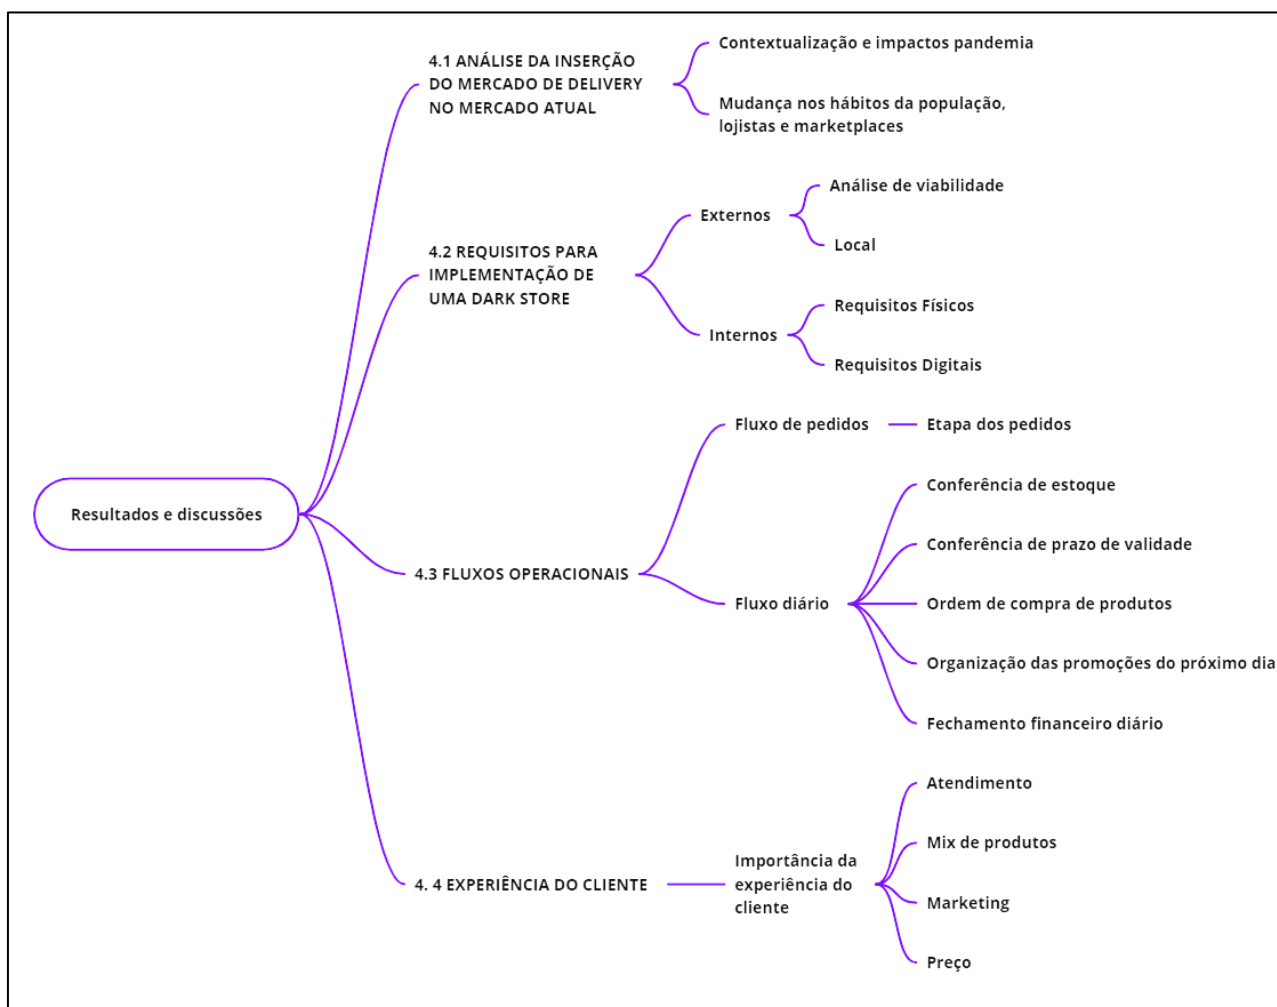 Resultados e discussões
4.1 ANÁLISE DA INSERÇÃO
DO MERCADO DE DELIVERY
NO MERCADO ATUAL
Contextualização e impactos pandemia
Mudança nos hábitos da população,
lojistas e marketplaces
4.2 REQUISITOS PARA
IMPLEMENTAÇÃO DE
UMA DARK STORE
Externos
Análise de viabilidade
Local
Internos
Requisitos Físicos
Requisitos Digitais
4.3 FLUXOS OPERACIONAIS
Fluxo de pedidos
Etapa dos pedidos
Fluxo diário
Conferência de estoque
Conferência de prazo de validade
Ordem de compra de produtos
Organização das promoções do próximo dia
Fechamento financeiro diário
4. 4 EXPERIÊNCIA DO CLIENTE
Importância da
experiência do
cliente
Atendimento
Mix de produtos
Marketing
Preço